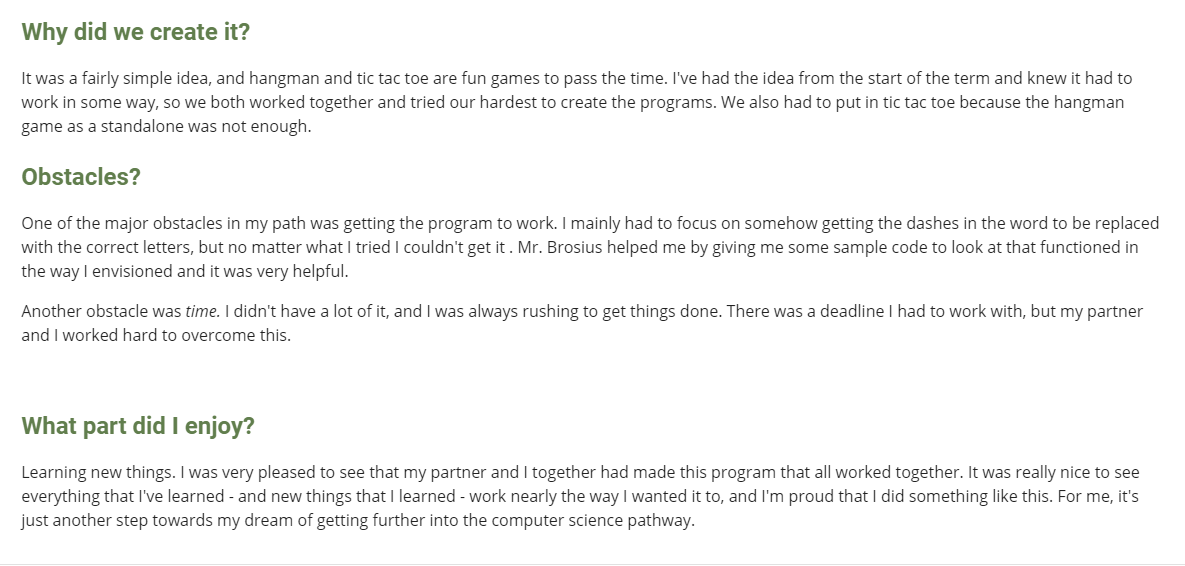 Why did we create it?
It was a fairly simple idea, and hangman and tic tac toe are fun games to pass the time. I've had the idea from the start of the term and knew it had to
work in some way, so we both worked together and tried our hardest to create the programs. We also had to put in tic tac toe because the hangman
game as a standalone was not enough.
Obstacles?
One of the major obstacles in my path was getting the program to work. I mainly had to focus on somehow getting the dashes in the word to be replaced
with the correct letters, but no matter what I tried I couldn't get it . Mr. Brosius helped me by giving me some sample code to look at that functioned in
the way I envisioned and it was very helpful.
Another obstacle was time. I didn't have a lot of it, and I was always rushing to get things done. There was a deadline I had to work with, but my partner
and I worked hard to overcome this.
What part did I enjoy?
Learning new things. I was very pleased to see that my partner and I together had made this program that all worked together. It was really nice to see
everything that I've learned - and new things that I learned - work nearly the way I wanted it to, and I'm proud that I did something like this. For me, it's
just another step towards my dream of getting further into the computer science pathway.